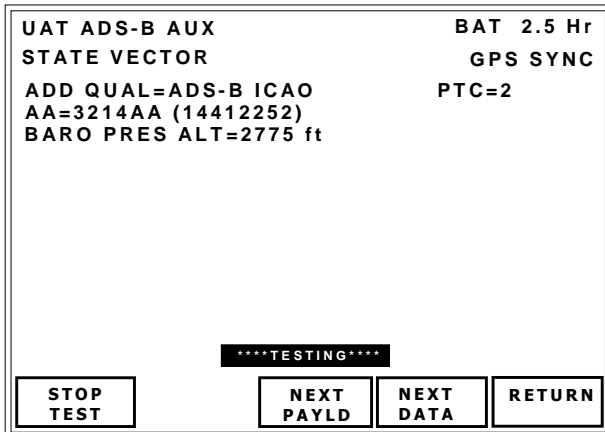 UAT ADS-B AUX BAT 2.5 Hr
STATE VECTOR GPS SYNC
ADD QUAL=ADS-B ICAO PTC=2
AA=3214AA (14412252)
BARO PRES ALT=2775 ft
****TESTING****
STOP TEST
NEXT PAYLD
NEXT DATA
RETURN